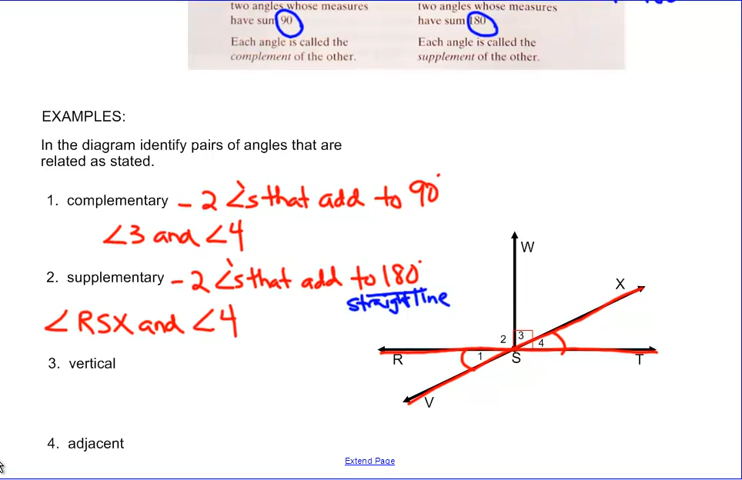 two angles whose measures
have sum 90
Each angle is called the
complement of the other.
two angles whose measures
have sum 180
Each angle is called the
supplement of the other.
EXAMPLES:
In the diagram identify pairs of angles that are
related as stated.
1. complementary – 2 ∠'s that add to 90°
∠3 and ∠4
2. supplementary – 2 ∠'s that add to 180°
straight line
∠RSX and ∠4
3. vertical
4. adjacent
W
X
2 3 4
1
R S T
V
Extend Page